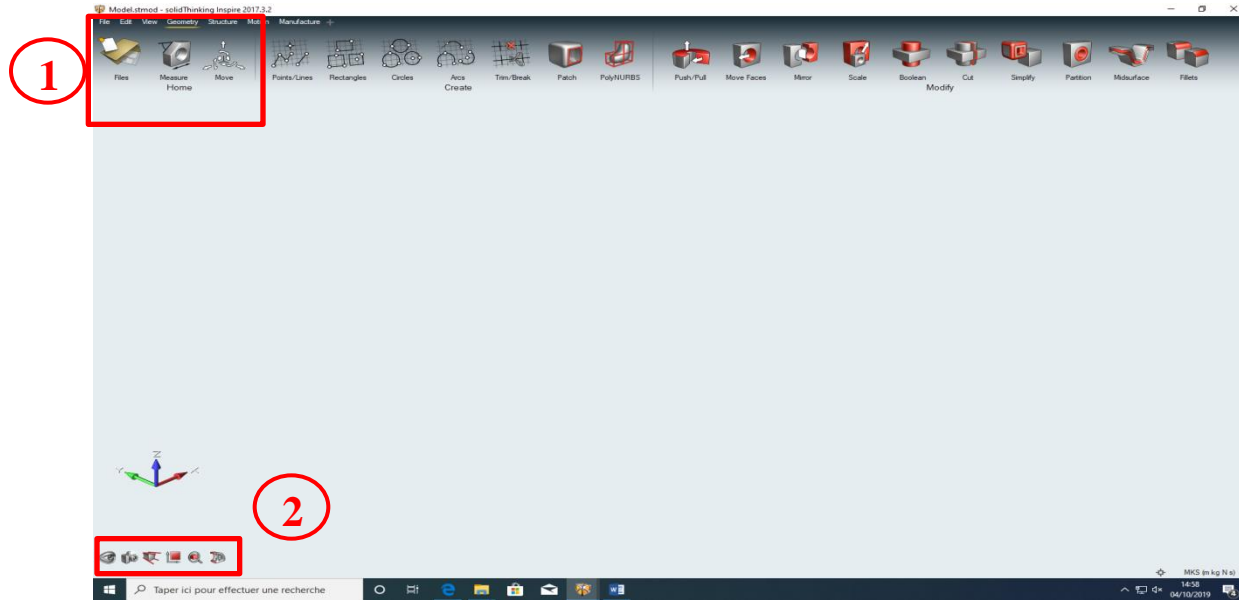 Model.stmod - solidThinking Inspire 2017.3.2
File Edit View Geometry Structure Motion Manufacture +
1
Files Measure Move Points/Lines Rectangles Circles Arcs Trim/Break Patch PolyNURBS Push/Pull Move Faces Mirror Scale Boolean Cut Simplify Partition Midsurface Fillets
Home Create Modify
Z
Y X
2
MKS (m kg N s)
Taper ici pour effectuer une recherche
14:58
04/10/2019